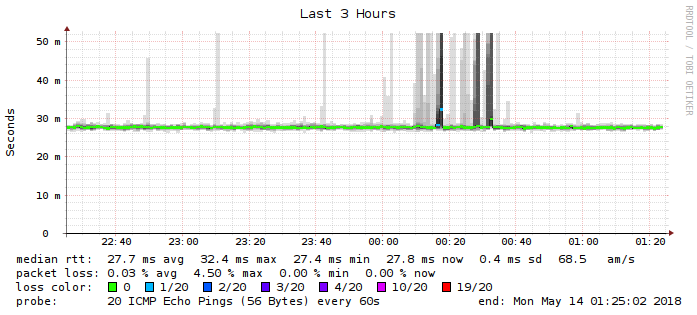 Last 3 Hours
RRDTOOL / TOBI OETIKER
Seconds
50 m
40 m
30 m
20 m
10 m
0
22:40 23:00 23:20 23:40 00:00 00:20 00:40 01:00 01:20
median rtt: 27.7 ms avg 32.4 ms max 27.4 ms min 27.8 ms now 0.4 ms sd 68.5 am/s
packet loss: 0.03 % avg 4.50 % max 0.00 % min 0.00 % now
loss color: 0 1/20 2/20 3/20 4/20 10/20 19/20
probe: 20 ICMP Echo Pings (56 Bytes) every 60s end: Mon May 14 01:25:02 2018